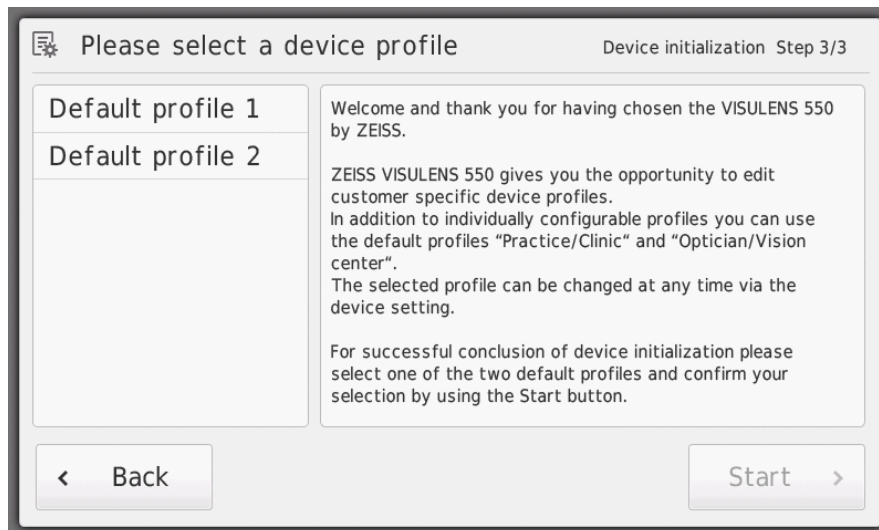 Please select a device profile
Device initialization Step 3/3
Default profile 1
Default profile 2
Welcome and thank you for having chosen the VISULENS 550
by ZEISS.
ZEISS VISULENS 550 gives you the opportunity to edit
customer specific device profiles.
In addition to individually configurable profiles you can use
the default profiles “Practice/Clinic“ and “Optician/Vision
center“.
The selected profile can be changed at any time via the
device setting.
For successful conclusion of device initialization please
select one of the two default profiles and confirm your
selection by using the Start button.
Back
Start